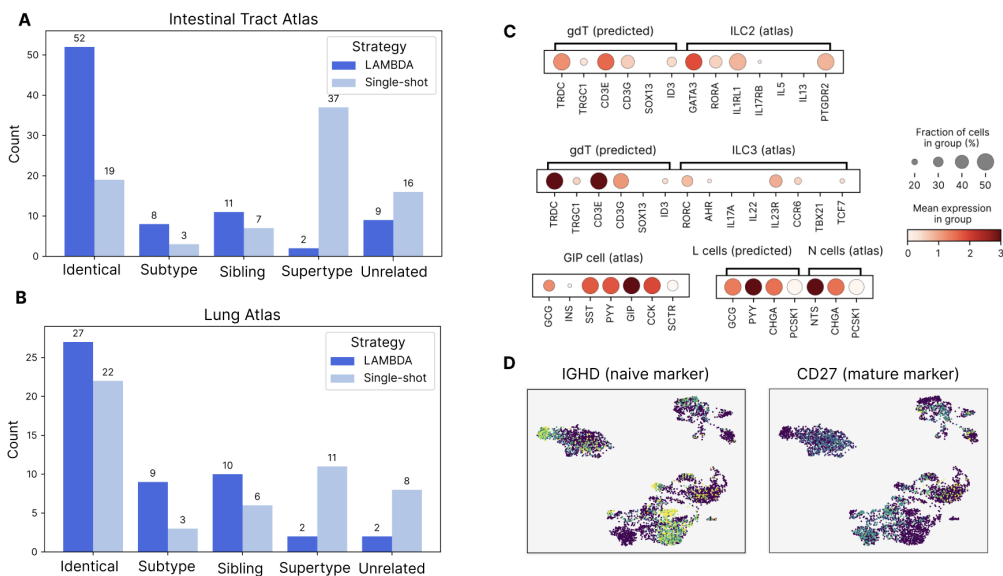 A
Intestinal Tract Atlas
Strategy
LAMBDA
Single-shot
Count
50
40
30
20
10
0
52
19
8
3
11
7
2
37
9
16
Identical
Subtype
Sibling
Supertype
Unrelated
B
Lung Atlas
Strategy
LAMBDA
Single-shot
Count
25
20
15
10
5
0
27
22
9
3
10
6
2
11
2
8
Identical
Subtype
Sibling
Supertype
Unrelated
C
gdT (predicted)
ILC2 (atlas)
TRDC
TRGC1
CD3E
CD3G
SOX13
ID3
GATA3
RORA
IL1RL1
IL17RB
IL5
IL13
PTGDR2
gdT (predicted)
ILC3 (atlas)
TRDC
TRGC1
CD3E
CD3G
SOX13
ID3
RORC
AHR
IL17A
IL22
IL23R
CCR6
TBX21
TCF7
GIP cell (atlas)
GCG
INS
SST
PYY
GIP
CCK
SCTR
L cells (predicted)
N cells (atlas)
GCG
PYY
CHGA
PCSK1
NTS
CHGA
PCSK1
Fraction of cells
in group (%)
20 30 40 50
Mean expression
in group
0 1 2 3
D
IGHD (naive marker)
CD27 (mature marker)